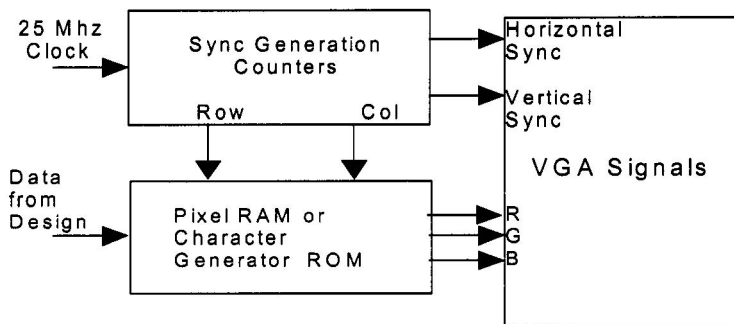 25 Mhz
Clock
Sync Generation
Counters
Row
Col
Horizontal
Sync
Vertical
Sync
VGA Signals
Data
from
Design
Pixel RAM or
Character
Generator ROM
R
G
B